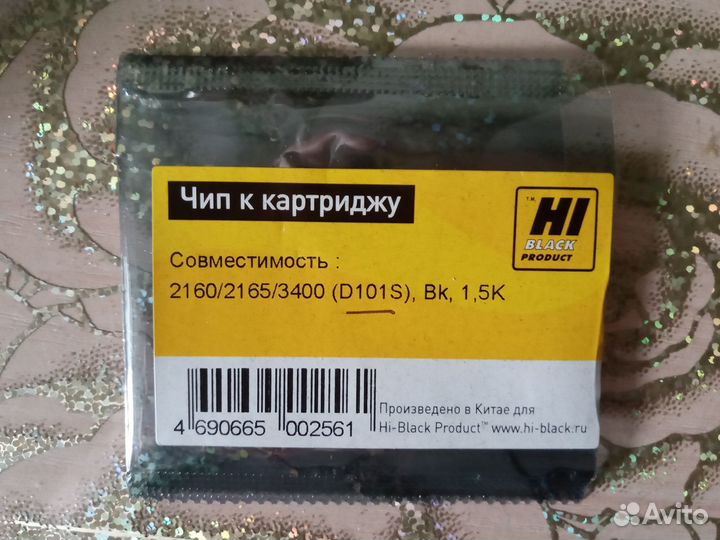 Чип к картриджу
T.M.
HI
BLACK
PRODUCT
Совместимость :
2160/2165/3400 (D101S), Bk, 1,5K
4 690665 002561
Произведено в Китае для
Hi-Black Product™ www.hi-black.ru
Avito